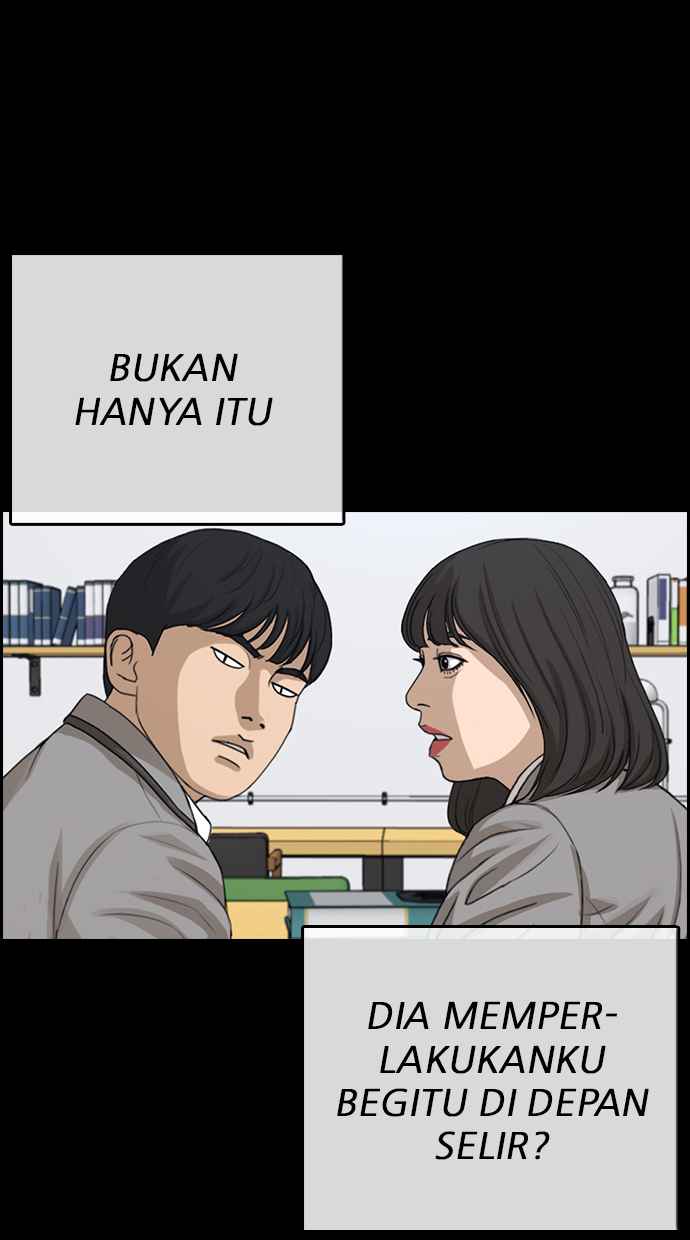 BUKAN
HANYA ITU
DIA MEMPER-
LAKUKANKU
BEGITU DI DEPAN
SELIR?